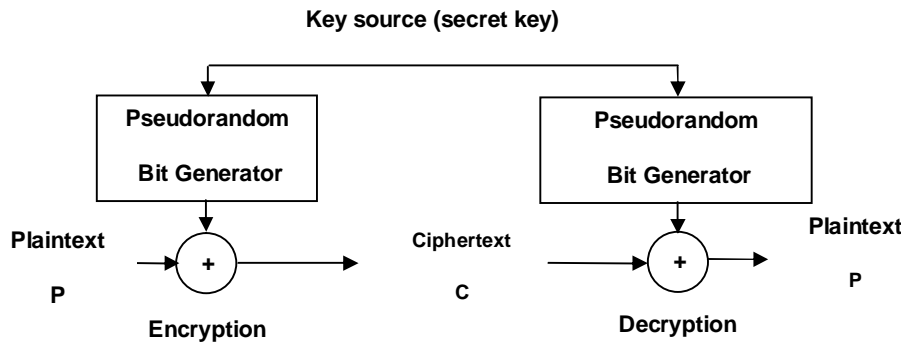 Key source (secret key)
Pseudorandom
Bit Generator
Pseudorandom
Bit Generator
Plaintext
P
+
Encryption
Ciphertext
C
+
Decryption
Plaintext
P